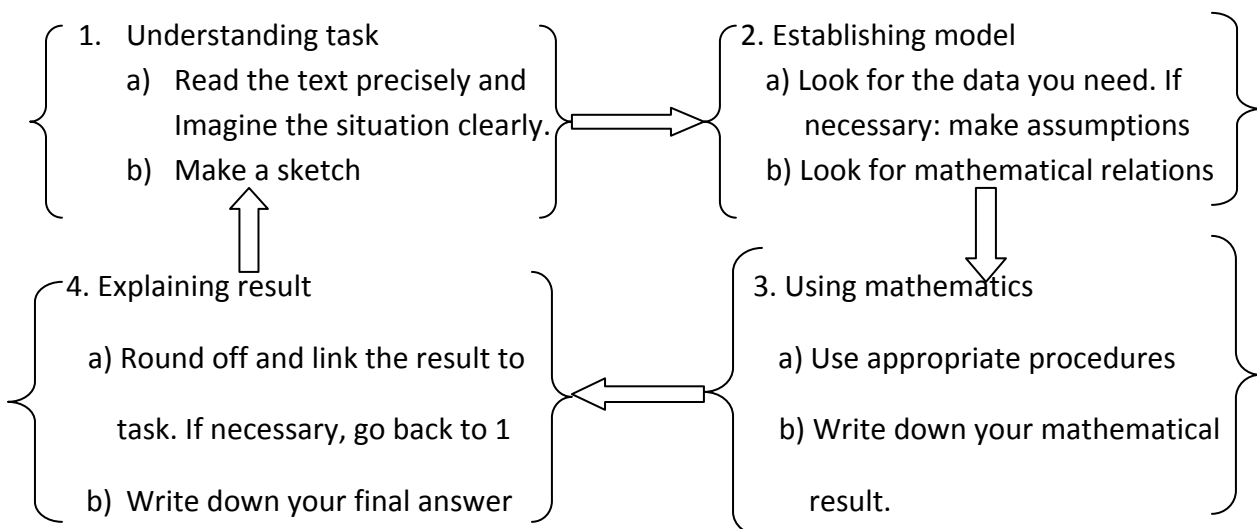 1. Understanding task
a) Read the text precisely and
Imagine the situation clearly.
b) Make a sketch
2. Establishing model
a) Look for the data you need. If
necessary: make assumptions
b) Look for mathematical relations
3. Using mathematics
a) Use appropriate procedures
b) Write down your mathematical
result.
4. Explaining result
a) Round off and link the result to
task. If necessary, go back to 1
b) Write down your final answer